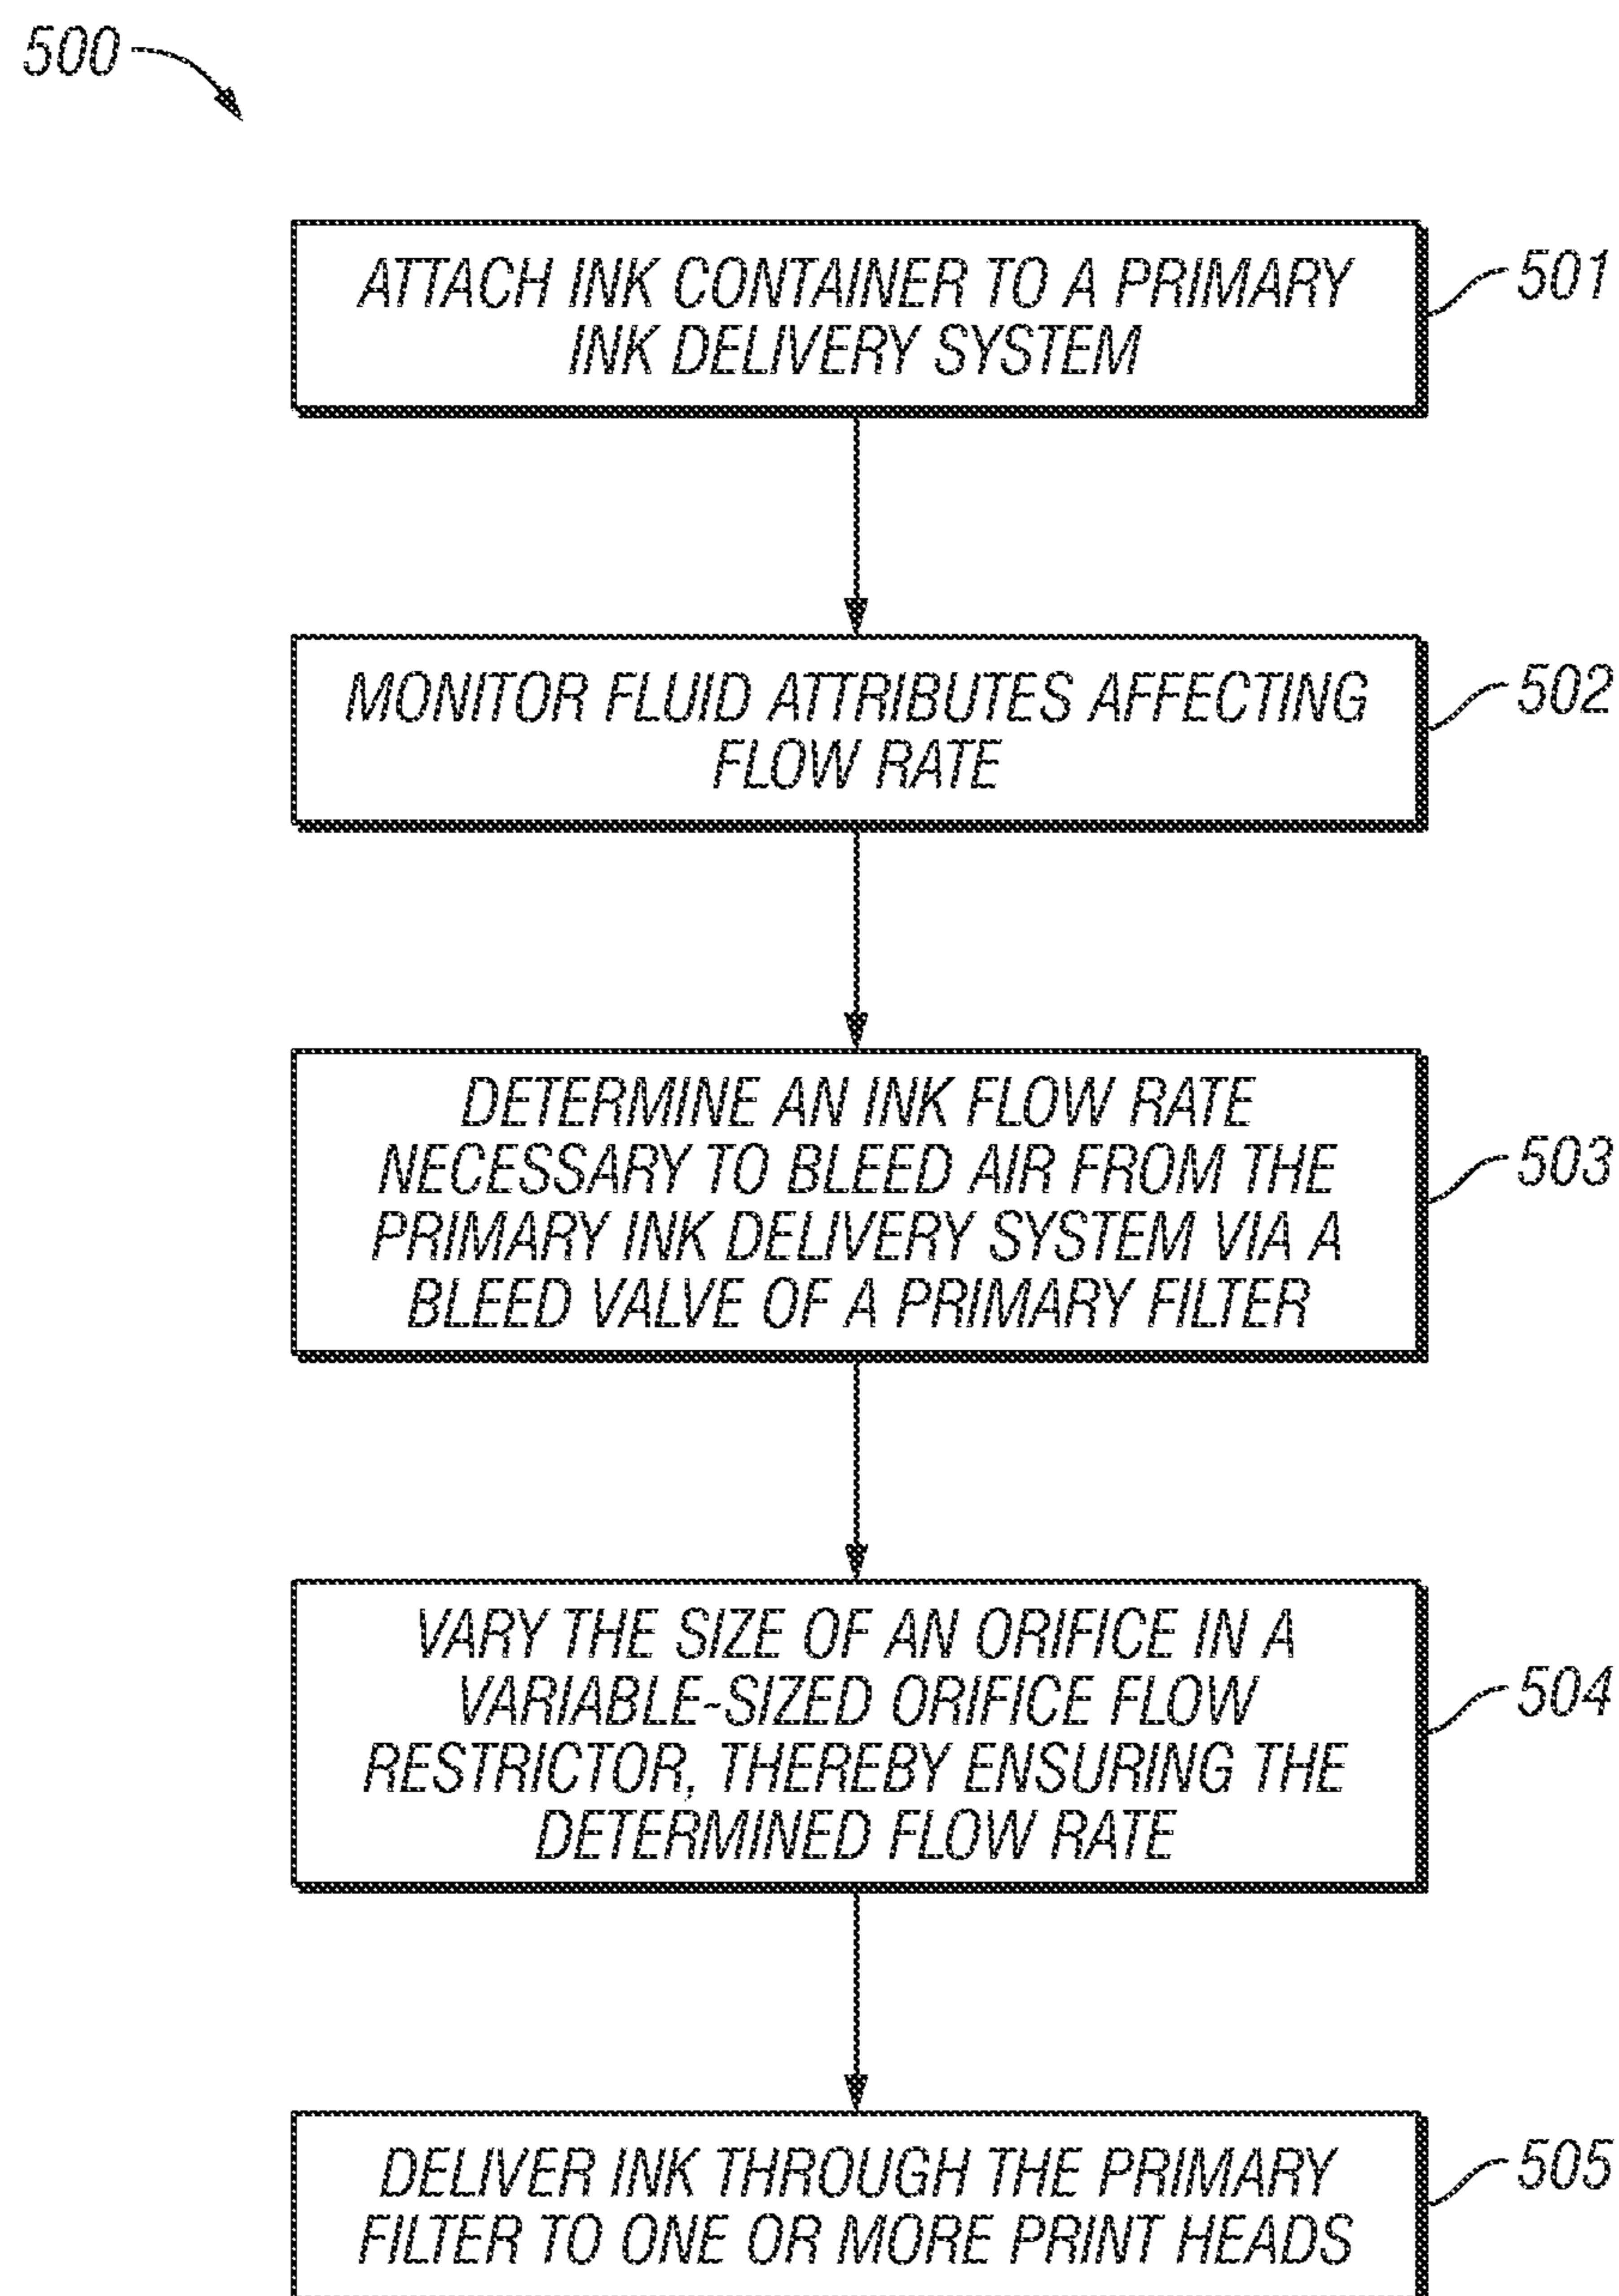 500
ATTACH INK CONTAINER TO A PRIMARY
INK DELIVERY SYSTEM
501
MONITOR FLUID ATTRIBUTES AFFECTING
FLOW RATE
502
DETERMINE AN INK FLOW RATE
NECESSARY TO BLEED AIR FROM THE
PRIMARY INK DELIVERY SYSTEM VIA A
BLEED VALVE OF A PRIMARY FILTER
503
VARY THE SIZE OF AN ORIFICE IN A
VARIABLE-SIZED ORIFICE FLOW
RESTRICTOR, THEREBY ENSURING THE
DETERMINED FLOW RATE
504
DELIVER INK THROUGH THE PRIMARY
FILTER TO ONE OR MORE PRINT HEADS
505